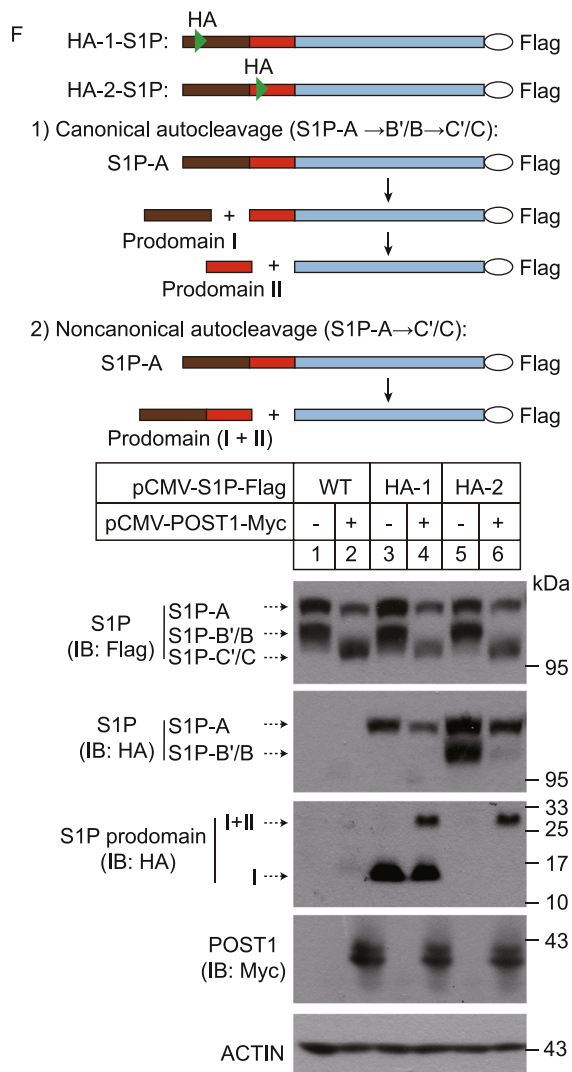 F
HA
HA-1-S1P: Flag
HA
HA-2-S1P: Flag
1) Canonical autocleavage (S1P-A →B'/B→C'/C):
S1P-A Flag
+ Flag
Prodomain I
+ Flag
Prodomain II
2) Noncanonical autocleavage (S1P-A→C'/C):
S1P-A Flag
+ Flag
Prodomain (I + II)
pCMV-S1P-Flag WT HA-1 HA-2
pCMV-POST1-Myc - + - + - +
1 2 3 4 5 6
kDa
S1P (IB: Flag)
S1P-A
S1P-B'/B
S1P-C'/C
95
S1P (IB: HA)
S1P-A
S1P-B'/B
95
S1P prodomain (IB: HA)
I+II
I
33
25
17
10
POST1 (IB: Myc)
43
ACTIN
43